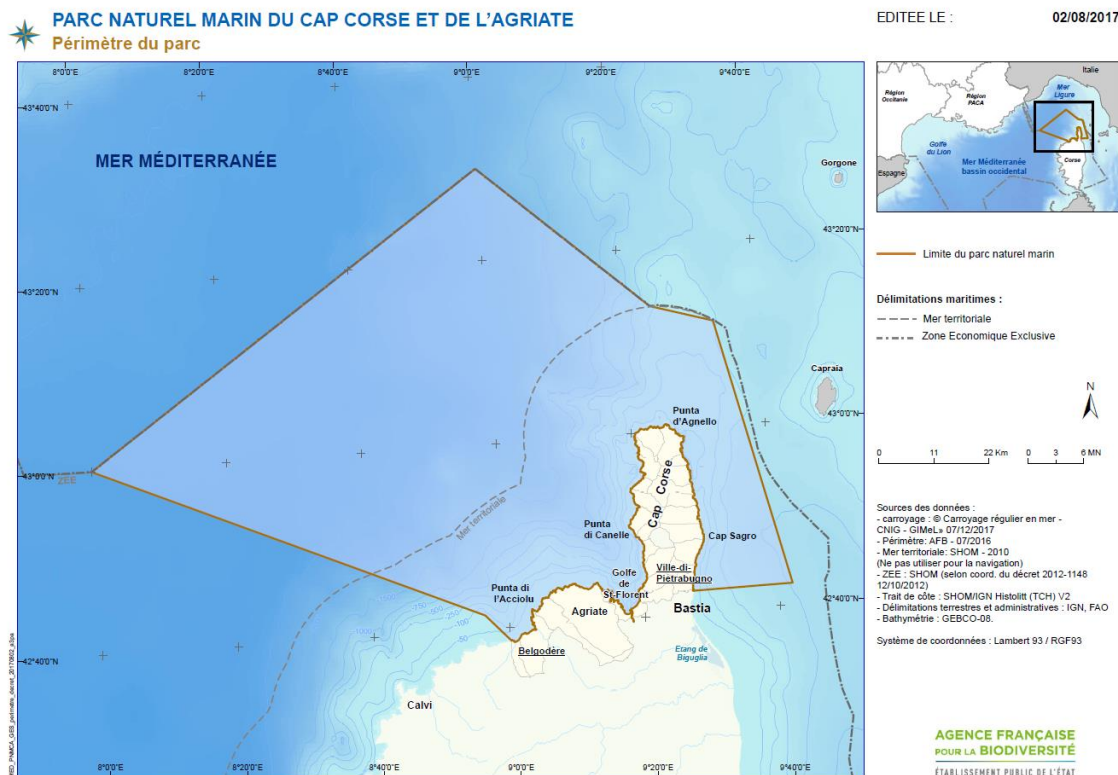 PARC NATUREL MARIN DU CAP CORSE ET DE L'AGRIATE
Périmètre du parc
EDITEE LE :
02/08/2017
8°0'0"E
8°20'0"E
8°40'0"E
9°0'0"E
9°20'0"E
9°40'0"E
43°40'0"N
MER MÉDITERRANÉE
Gorgone
43°20'0"N
43°20'0"N
Capraia
43°0'0"N
Punta
d'Agnello
43°0'0"N
ZEE
Cap Corse
Mer territoriale
Punta
di Canelle
Cap Sagro
Golfe
de
St-Florent
Ville-di-
Pietrabugno
Punta di
l'Acciolu
Agriate
Bastia
42°40'0"N
Belgodère
Etang de
Biguglia
42°40'0"N
Calvi
8°0'0"E
8°20'0"E
8°40'0"E
9°0'0"E
9°20'0"E
9°40'0"E
Italie
Région
Occitanie
Région
PACA
Mer
Ligure
Golfe
du Lion
Mer Méditerranée
bassin occidental
Corse
Espagne
Limite du parc naturel marin
Délimitations maritimes :
Mer territoriale
Zone Economique Exclusive
N
0 11 22 Km 0 3 6 MN
Sources des données :
- carroyage : © Carroyage régulier en mer -
CNIG - GIMeL» 07/12/2017
- Périmètre: AFB - 07/2016
- Mer territoriale: SHOM - 2010
(Ne pas utiliser pour la navigation)
- ZEE : SHOM (selon coord. du décret 2012-1148
12/10/2012)
- Trait de côte : SHOM/IGN Histolitt (TCH) V2
- Délimitations terrestres et administratives : IGN, FAO
- Bathymétrie : GEBCO-08.
Système de coordonnées : Lambert 93 / RGF93
AGENCE FRANÇAISE
POUR LA BIODIVERSITÉ
ÉTABLISSEMENT PUBLIC DE L'ÉTAT